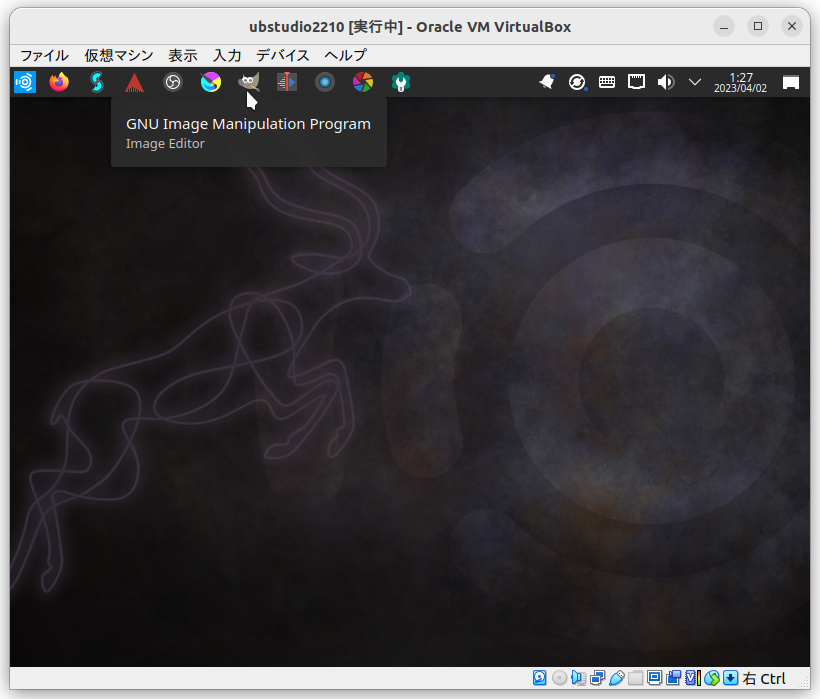 ubstudio2210 [実行中] - Oracle VM VirtualBox
ファイル 仮想マシン 表示 入力 デバイス ヘルプ
1:27
2023/04/02
GNU Image Manipulation Program
Image Editor
右 Ctrl